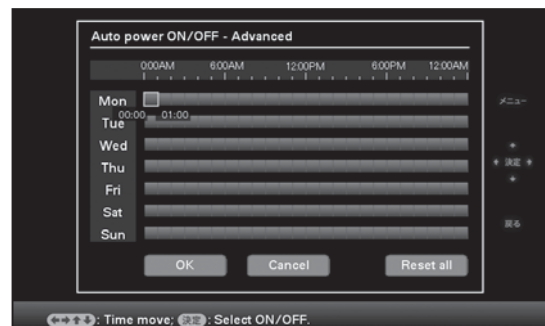 Auto power ON/OFF - Advanced
0:00AM 6:00AM 12:00PM 6:00PM 12:00AM
Mon
00:00 - 01:00
Tue
Wed
Thu
Fri
Sat
Sun
OK Cancel Reset all
メニュー
決定
戻る
: Time move; 決定: Select ON/OFF.